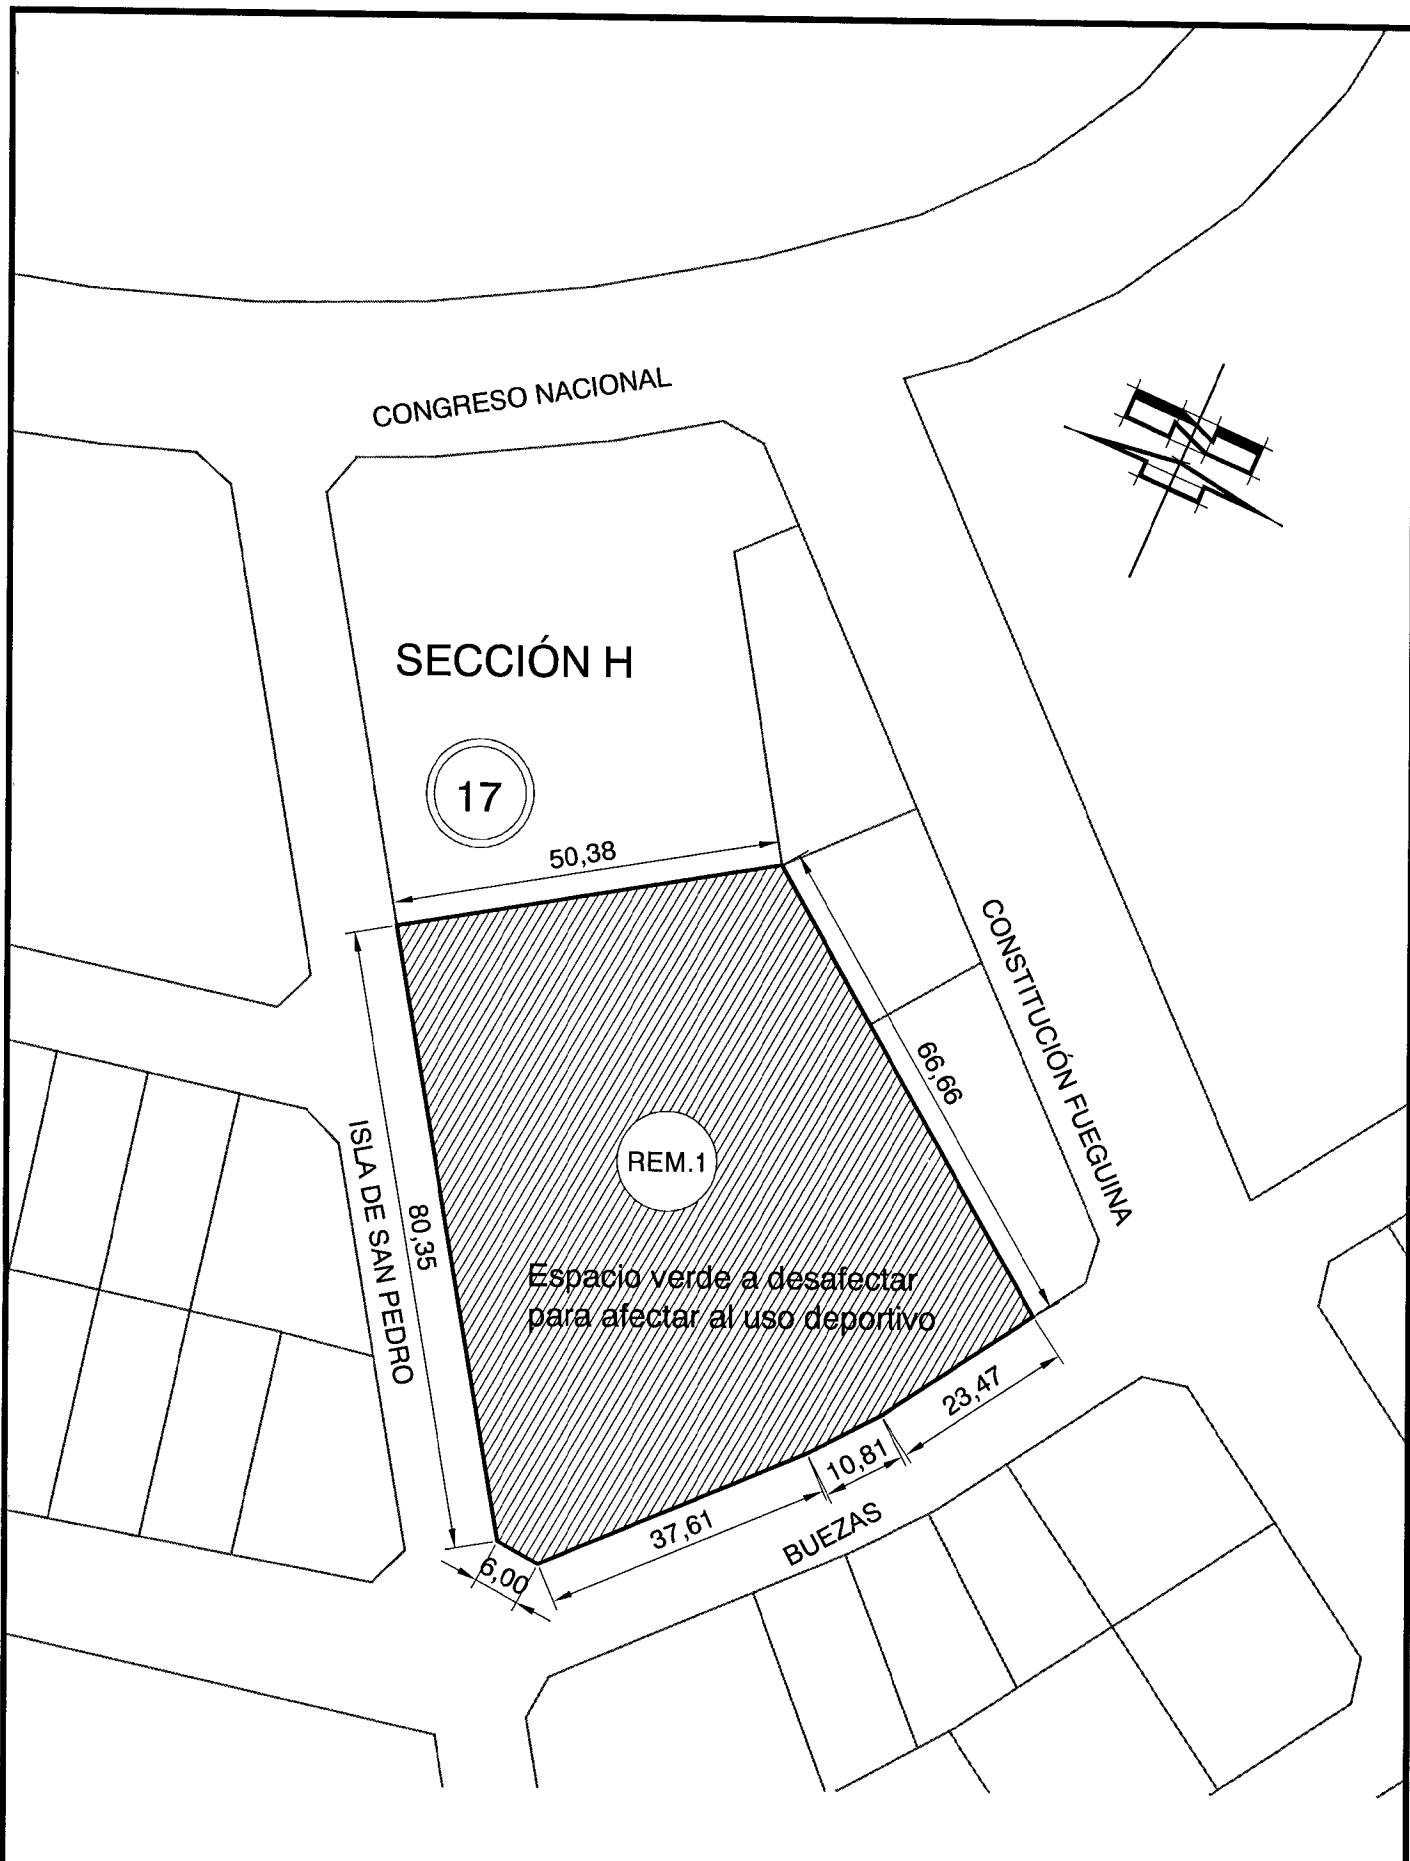 CONGRESO NACIONAL
SECCIÓN H
17
50,38
CONSTITUCIÓN FUEGUINA
66,66
REM.1
ISLA DE SAN PEDRO
80,35
Espacio verde a desafectar
para afectar al uso deportivo
23,47
10,81
37,61
BUEZAS
6,00